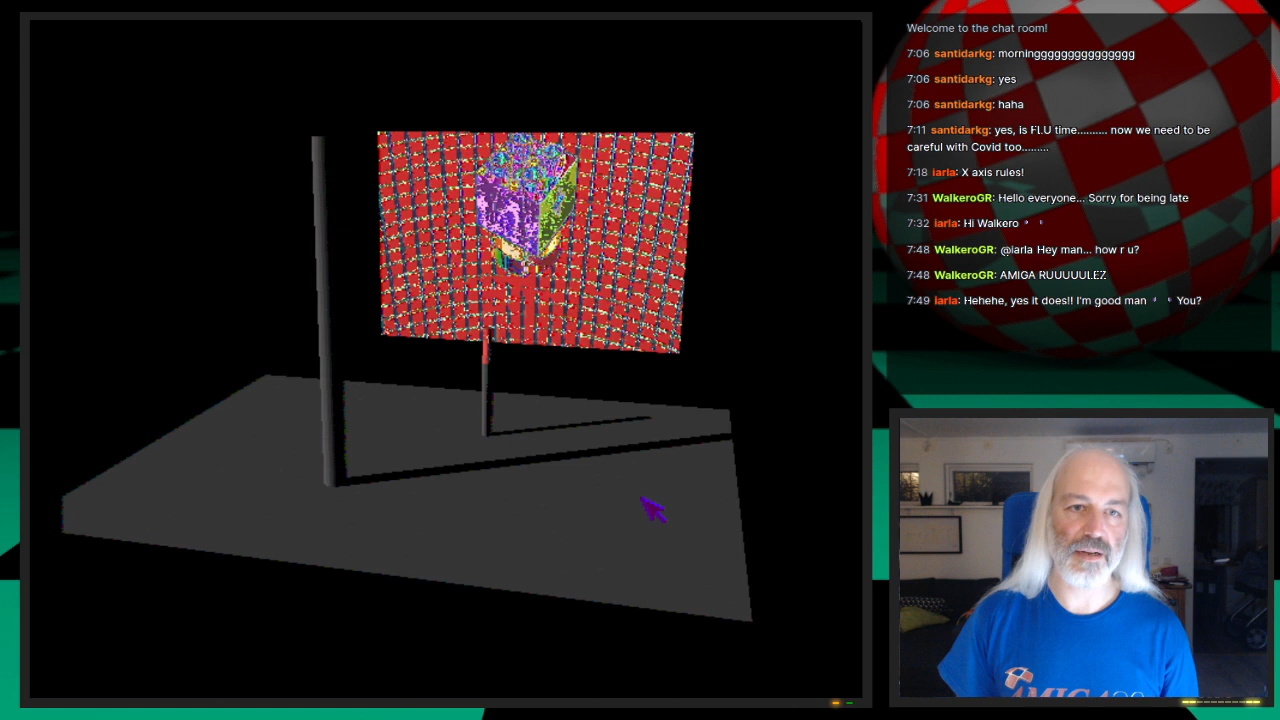 Welcome to the chat room!
7:06 santidarkg: morninggggggggggggggg
7:06 santidarkg: yes
7:06 santidarkg: haha
7:11 santidarkg: yes, is FLU time.......... now we need to be
careful with Covid too.........
7:18 iarla: X axis rules!
7:31 WalkeroGR: Hello everyone... Sorry for being late
7:32 iarla: Hi Walkero
7:48 WalkeroGR: @iarla Hey man... how r u?
7:48 WalkeroGR: AMIGA RUUUUULEZ
7:49 iarla: Hehehe, yes it does!! I'm good man You?